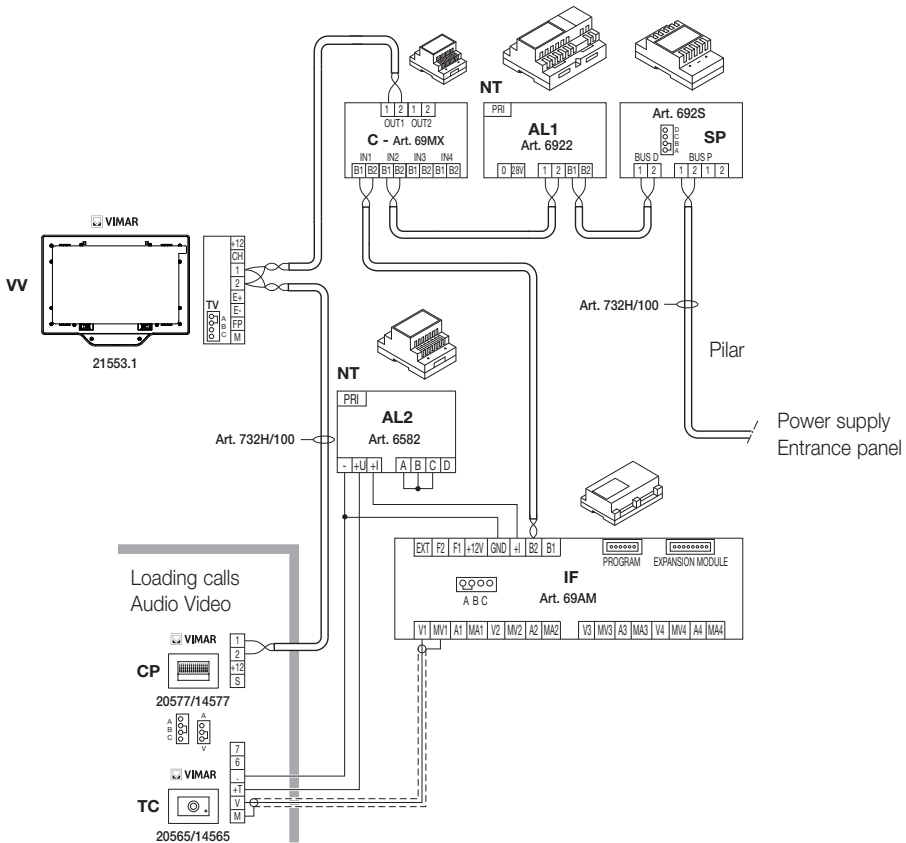 NT
1 2 1 2
OUT1 OUT2
C - Art. 69MX
IN1 IN2 IN3 IN4
B1 B2 B1 B2 B1 B2 B1 B2
PRI
AL1
Art. 6922
0 28V 1 2 B1 B2
Art. 692S
SP
D
C
B
A
BUS D BUS P
1 2 1 2 1 2
VIMAR
VV
21553.1
+12
CH
1
2
E+
E-
FP
M
TV
A
B
C
Art. 732H/100
Pilar
Power supply
Entrance panel
NT
PRI
AL2
Art. 6582
- +U +I A B C D
Art. 732H/100
EXT F2 F1 +12V GND +I B2 B1
PROGRAM EXPANSION MODULE
IF
Art. 69AM
A B C
V1 MV1 A1 MA1 V2 MV2 A2 MA2 V3 MV3 A3 MA3 V4 MV4 A4 MA4
Loading calls
Audio Video
VIMAR
CP
20577/14577
1
2
+12
S
A
B
C
A
V
VIMAR
TC
20565/14565
7
6
.
+T
V
M